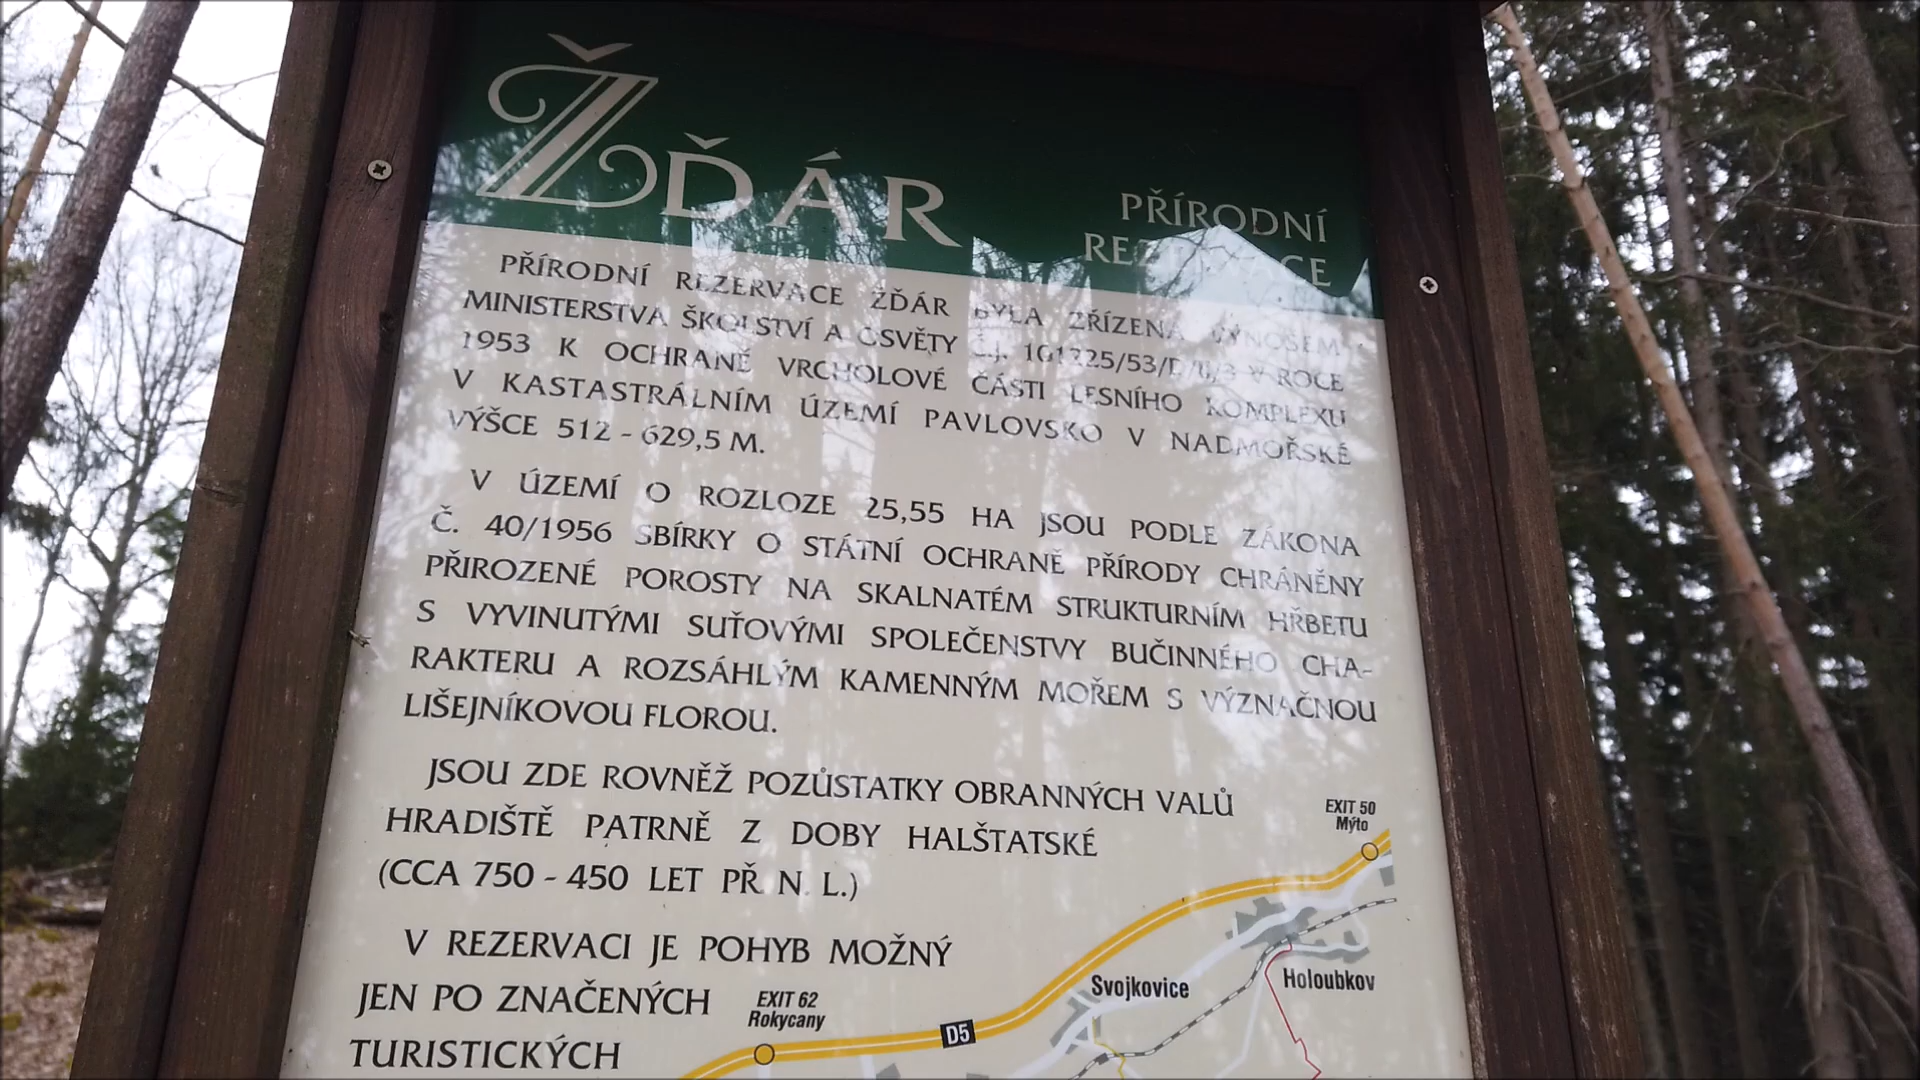 ŽĎÁR
PŘÍRODNÍ
REZERVACE
PŘÍRODNÍ REZERVACE ŽĎÁR BYLA ZŘÍZENA VÝNOSEM
MINISTERSTVA ŠKOLSTVÍ A OSVĚTY Č.J. V ROCE
1953 K OCHRANĚ VRCHOLOVÉ ČÁSTI LESNÍHO KOMPLEXU
V KASTASTRÁLNÍM ÚZEMÍ PAVLOVSKO V NADMOŘSKÉ
VÝŠCE 512 - 629,5 M.
V ÚZEMÍ O ROZLOZE 25,55 HA JSOU PODLE ZÁKONA
Č. 40/1956 SBÍRKY O STÁTNÍ OCHRANĚ PŘÍRODY CHRÁNĚNY
PŘIROZENÉ POROSTY NA SKALNATÉM STRUKTURNÍM HŘBETU
S VYVINUTÝMI SUŤOVÝMI SPOLEČENSTVY BUČINNÉHO CHA-
RAKTERU A ROZSÁHLÝM KAMENNÝM MOŘEM S VÝZNAČNOU
LIŠEJNÍKOVOU FLOROU.
JSOU ZDE ROVNĚŽ POZŮSTATKY OBRANNÝCH VALŮ
HRADIŠTĚ PATRNĚ Z DOBY HALŠTATSKÉ
(CCA 750 - 450 LET PŘ. N. L.)
V REZERVACI JE POHYB MOŽNÝ
JEN PO ZNAČENÝCH
TURISTICKÝCH
EXIT 50
Mýto
Holoubkov
Svojkovice
EXIT 62
Rokycany
D5